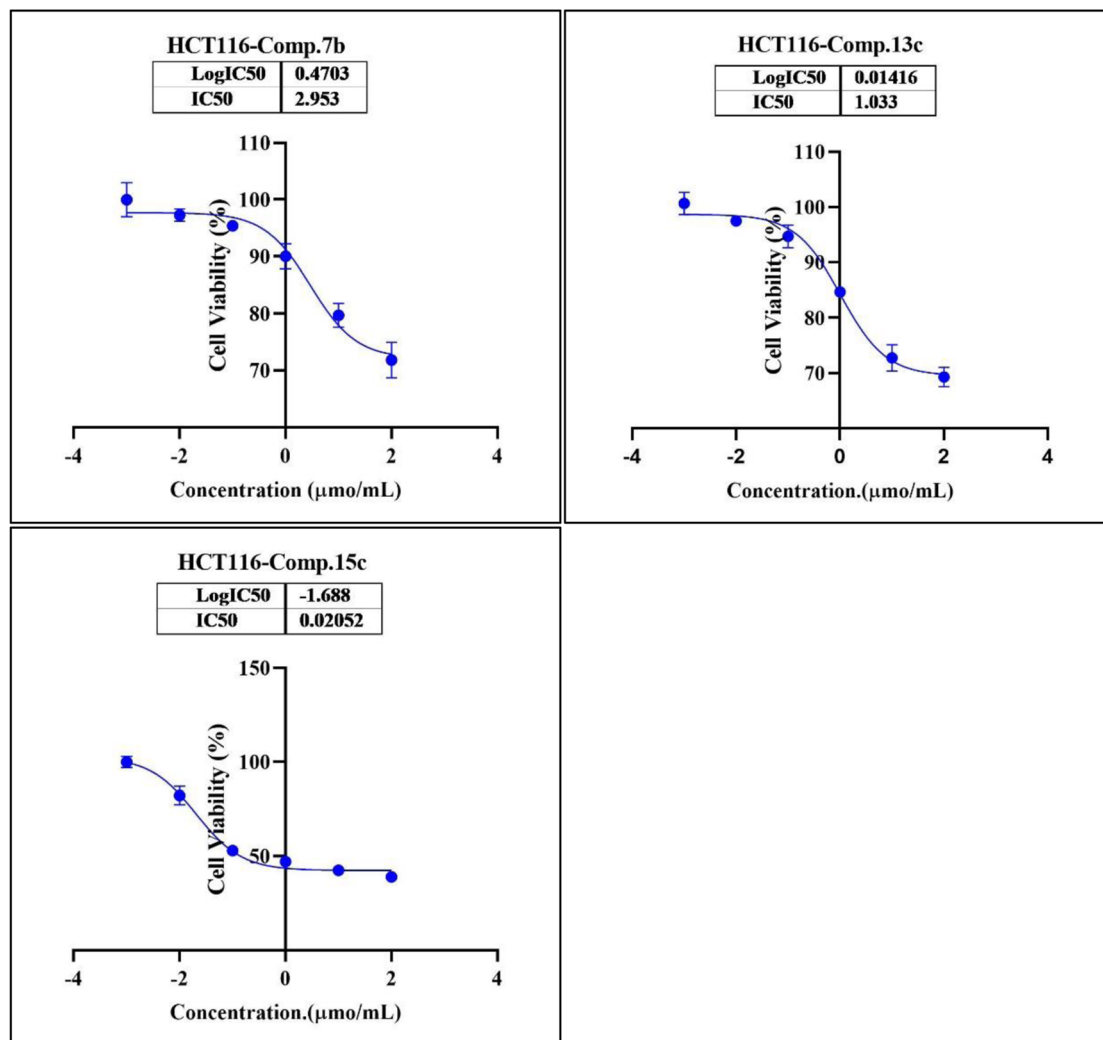 HCT116-Comp.7b
LogIC50 0.4703
IC50 2.953
110
100
90
80
70
Cell Viability (%)
-4 -2 0 2 4
Concentration (μmo/mL)
HCT116-Comp.13c
LogIC50 0.01416
IC50 1.033
110
100
90
80
70
Cell Viability (%)
-4 -2 0 2 4
Concentration.(μmo/mL)
HCT116-Comp.15c
LogIC50 -1.688
IC50 0.02052
150
100
50
Cell Viability (%)
-4 -2 0 2 4
Concentration.(μmo/mL)